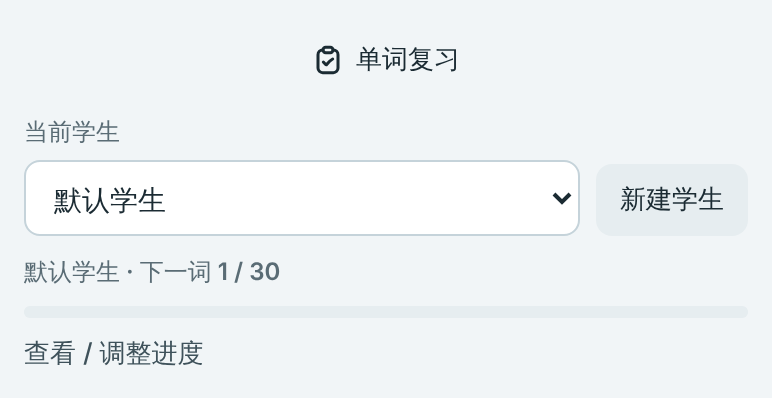 单词复习
当前学生
默认学生
新建学生
默认学生 · 下一词 1 / 30
查看 / 调整进度